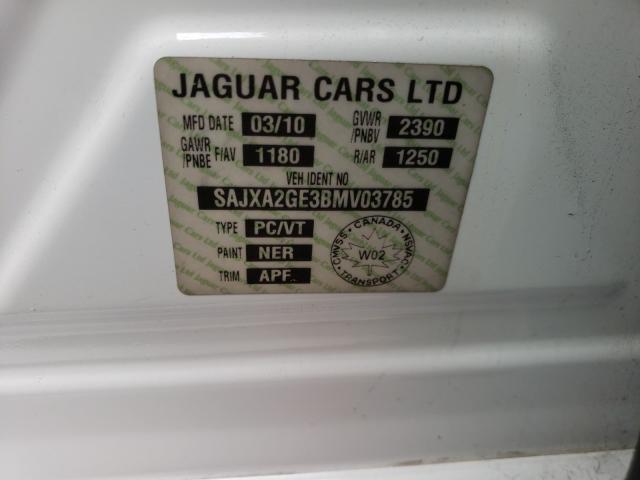 JAGUAR CARS LTD
MFD DATE 03/10 GVWR /PNBV 2390
GAWR /PNBE F/AV 1180 R/AR 1250
VEH IDENT NO
SAJXA2GE3BMV03785
TYPE PC/VT
PAINT NER
TRIM APF
CANADA
CMVSS NSVAC
W02
TRANSPORT